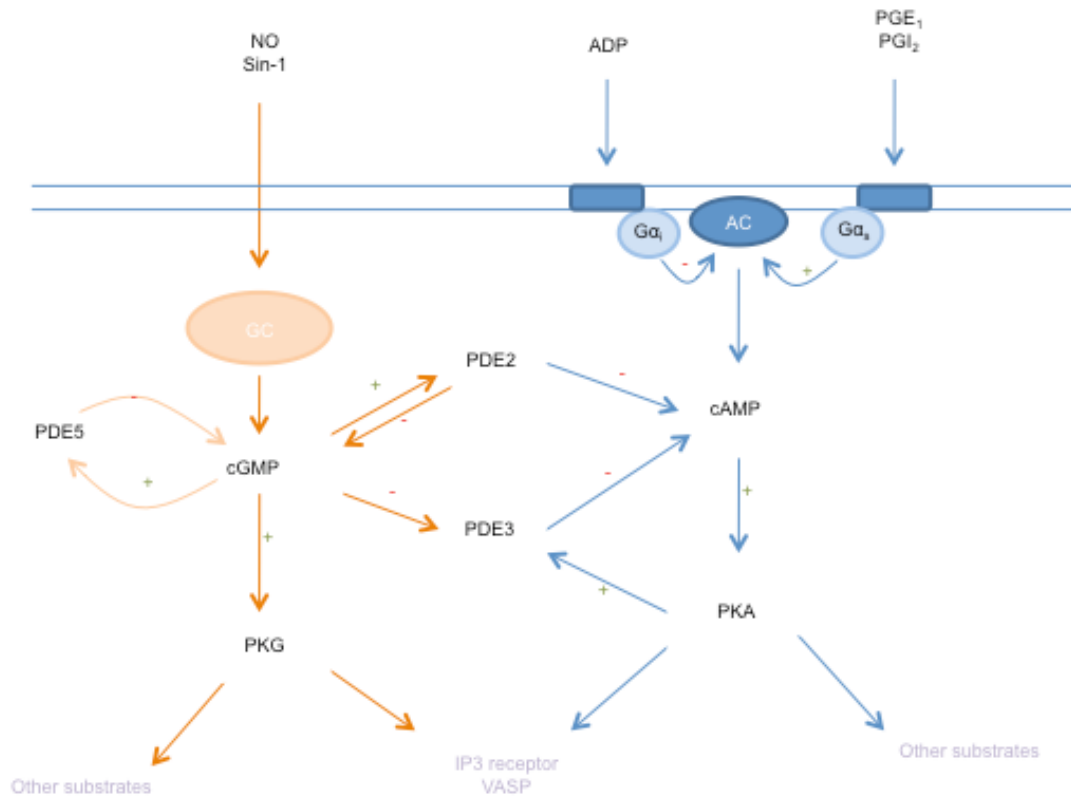 NO
Sin-1
ADP
PGE₁
PGI₂
AC
Gαᵢ
Gαₛ
-
+
GC
PDE2
+
-
-
-
PDE5
cAMP
cGMP
+
-
-
+
+
PDE3
+
PKG
PKA
IP3 receptor
VASP
Other substrates
Other substrates